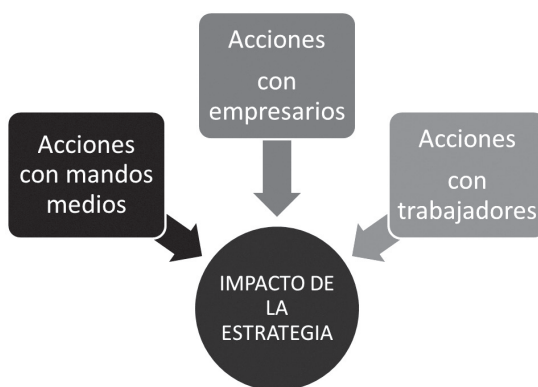 Acciones
con
empresarios
Acciones
con mandos
medios
Acciones
con
trabajadores
IMPACTO DE
LA
ESTRATEGIA